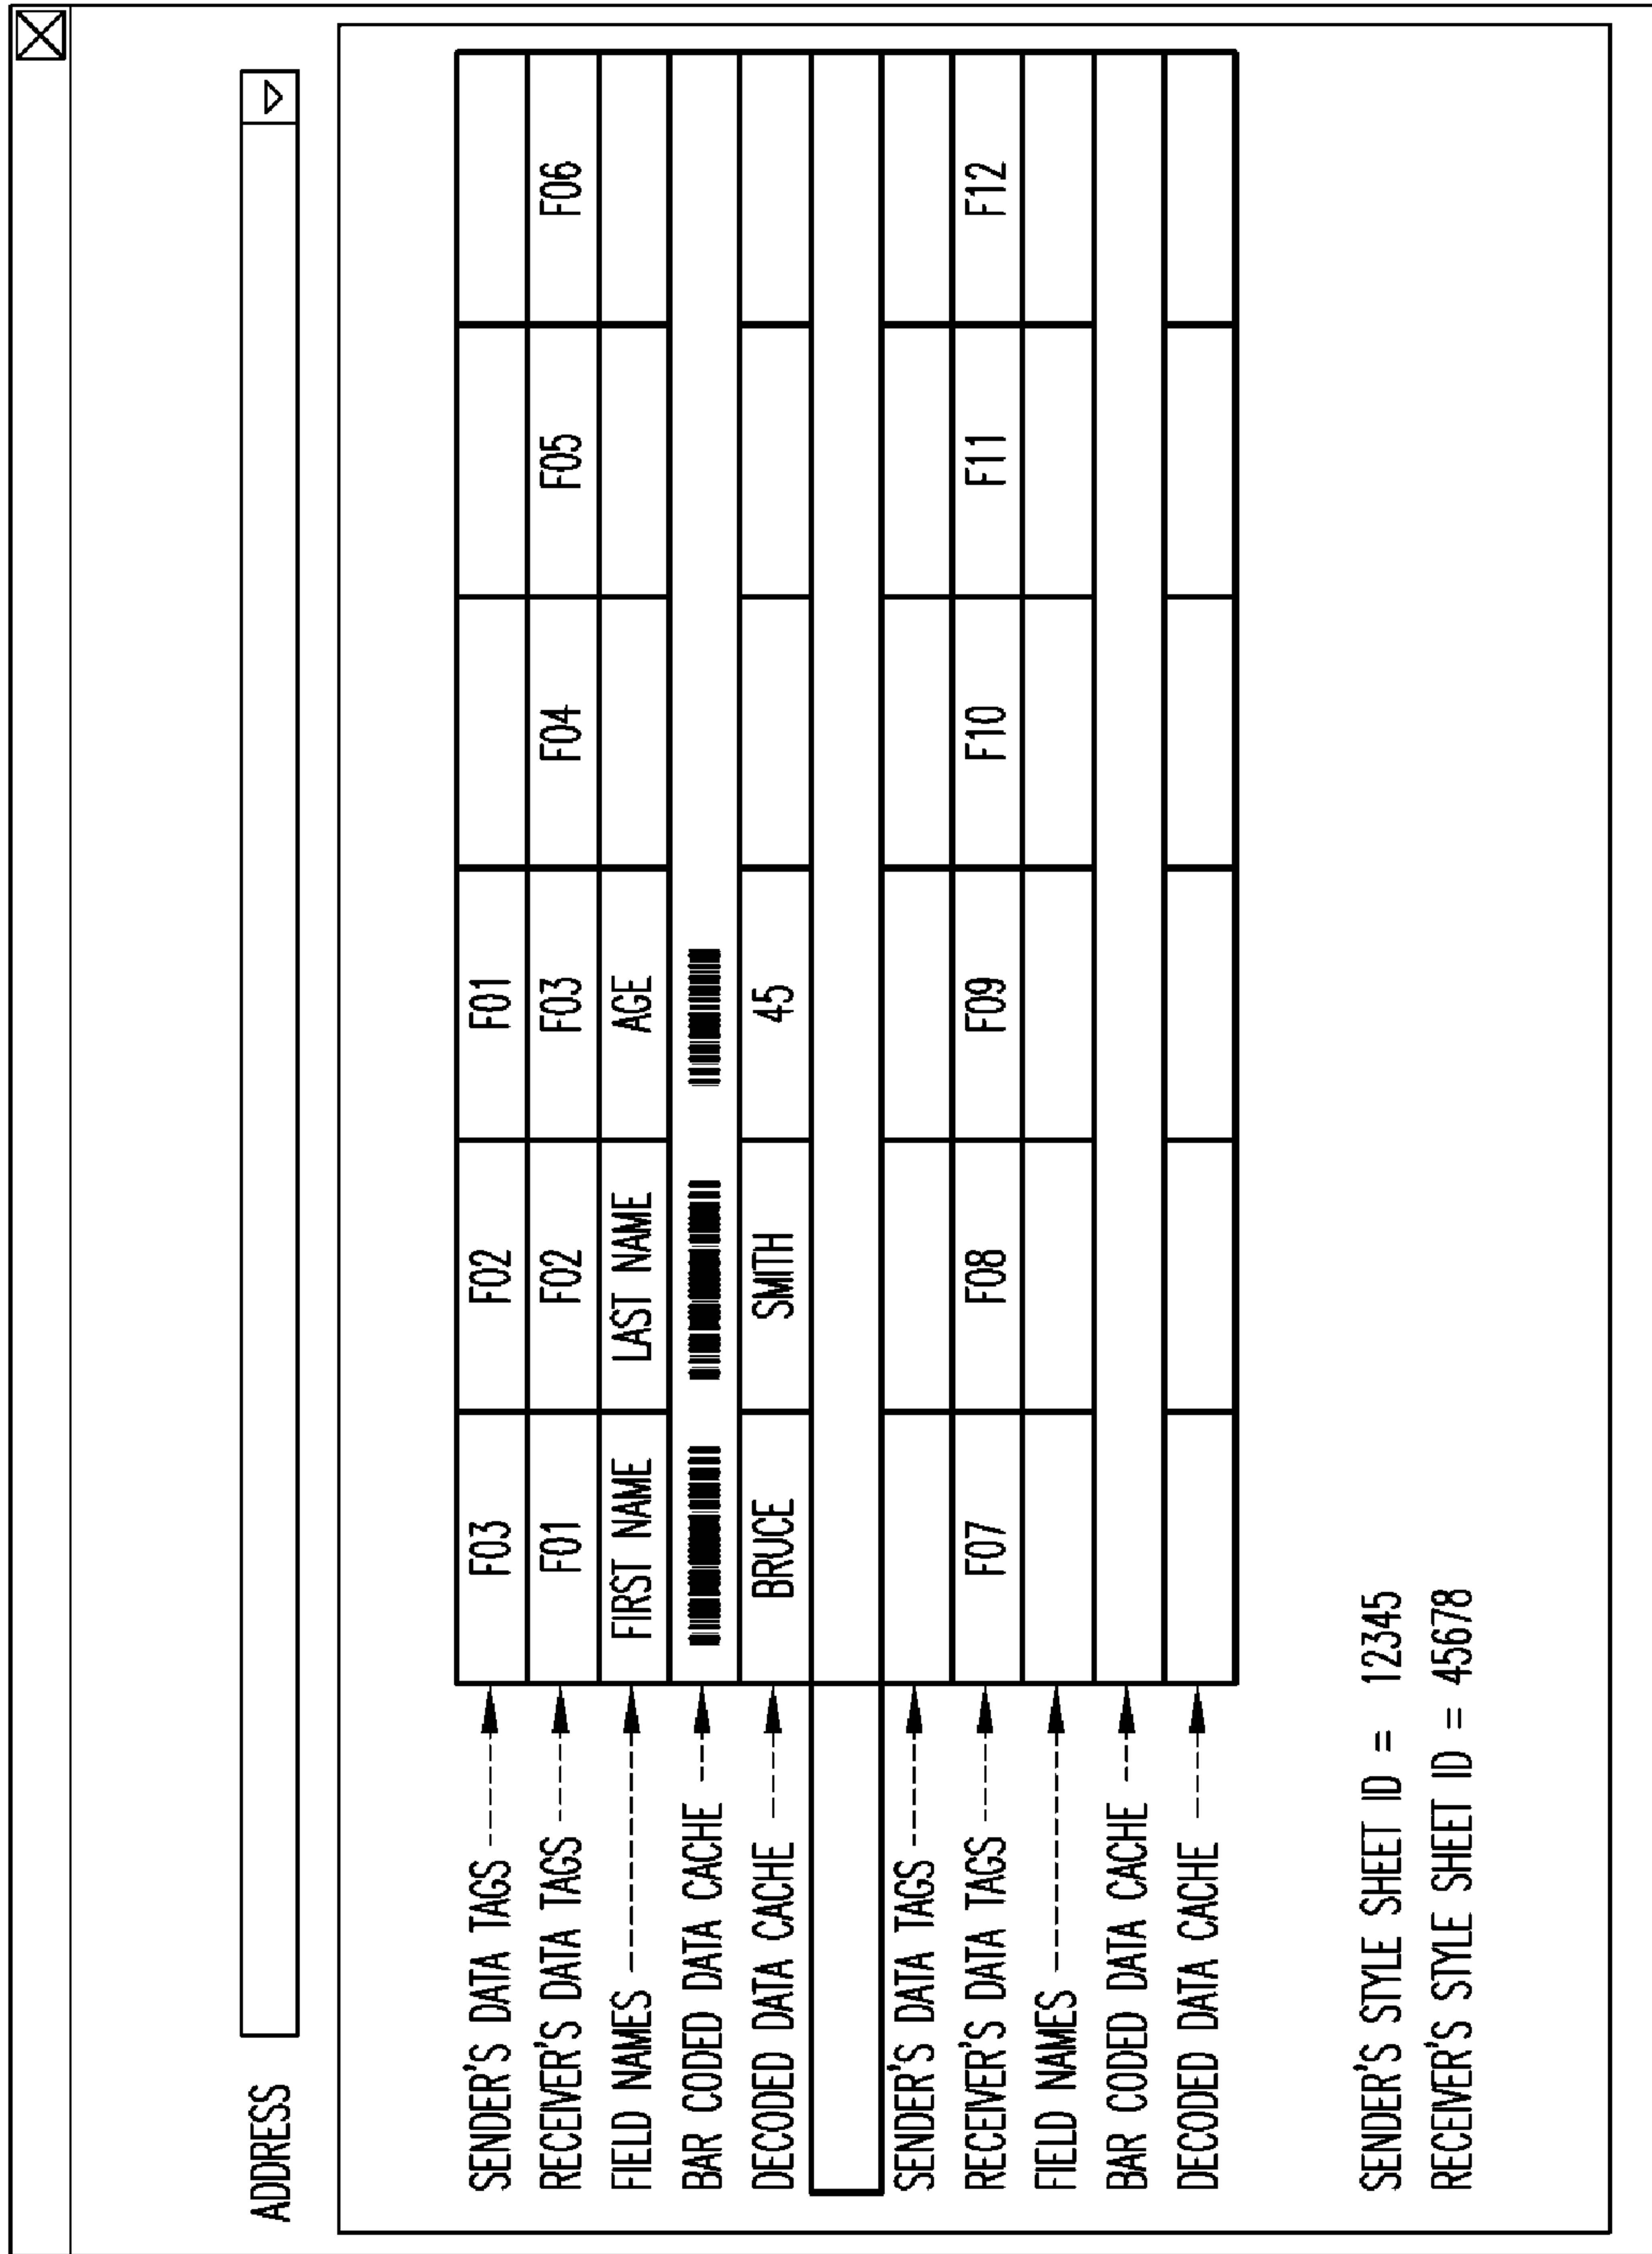 ADDRESS
SENDER'S DATA TAGS F03 F02 F01
RECEIVER'S DATA TAGS F01 F02 F03 F04 F05 F06
FIELD NAMES FIRST NAME LAST NAME AGE
BAR CODED DATA CACHE
DECODED DATA CACHE BRUCE SMITH 45
SENDER'S DATA TAGS
RECEIVER'S DATA TAGS F07 F08 F09 F10 F11 F12
FIELD NAMES
BAR CODED DATA CACHE
DECODED DATA CACHE
SENDER'S STYLE SHEET ID = 12345
RECEIVER'S STYLE SHEET ID = 45678